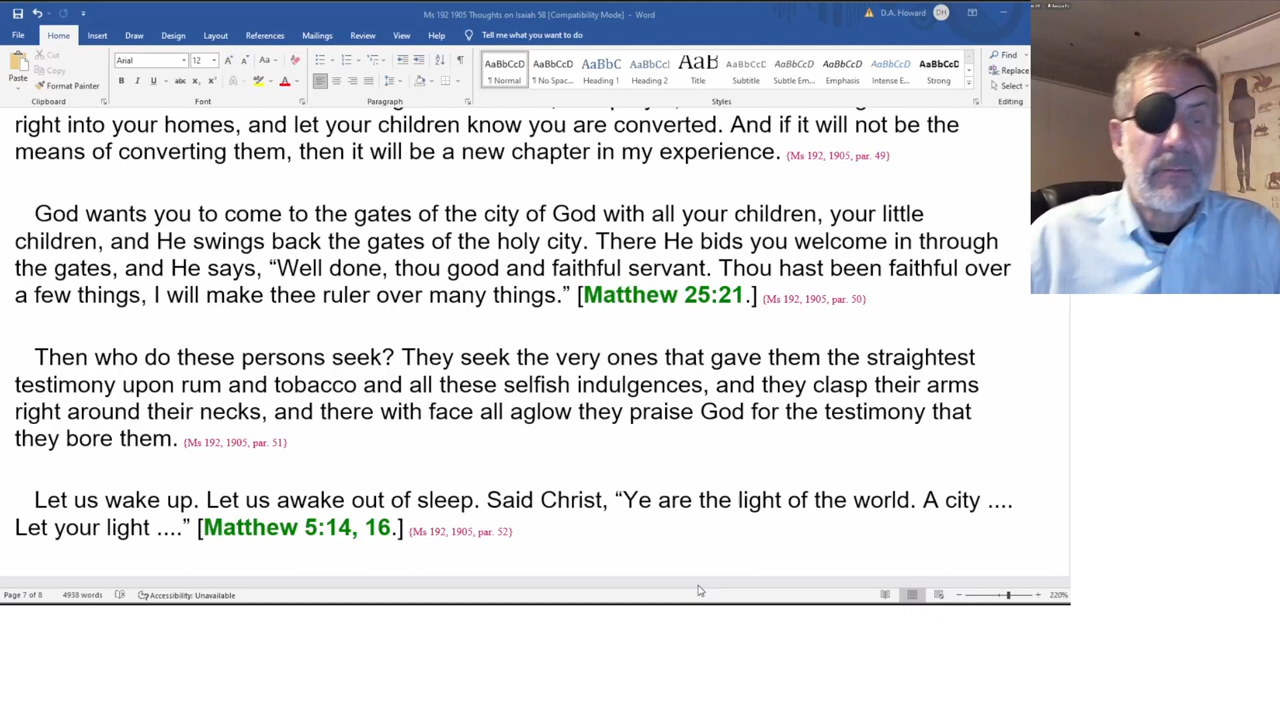 Ms 192 1905 Thoughts on Isaiah 58 [Compatibility Mode] - Word
D.A. Howard
DH
File Home Insert Draw Design Layout References Mailings Review View Help Tell me what you want to do
Paste
Cut
Copy
Format Painter
Clipboard
Arial
12
Font
Paragraph
AaBbCcD AaBbCcD AaBbC AaBbCcI AaB AaBbCcD AaBbCcD AaBbCcD AaBbCcD AaBbCcD
¶ Normal ¶ No Spac... Heading 1 Heading 2 Title Subtitle Subtle Em... Emphasis Intense E... Strong
Styles
Find
Replace
Select
Editing
right into your homes, and let your children know you are converted. And if it will not be the
means of converting them, then it will be a new chapter in my experience. {Ms 192, 1905, par. 49}
God wants you to come to the gates of the city of God with all your children, your little
children, and He swings back the gates of the holy city. There He bids you welcome in through
the gates, and He says, “Well done, thou good and faithful servant. Thou hast been faithful over
a few things, I will make thee ruler over many things.” [Matthew 25:21.] {Ms 192, 1905, par. 50}
Then who do these persons seek? They seek the very ones that gave them the straightest
testimony upon rum and tobacco and all these selfish indulgences, and they clasp their arms
right around their necks, and there with face all aglow they praise God for the testimony that
they bore them. {Ms 192, 1905, par. 51}
Let us wake up. Let us awake out of sleep. Said Christ, “Ye are the light of the world. A city ....
Let your light ....” [Matthew 5:14, 16.] {Ms 192, 1905, par. 52}
Page 7 of 8 4938 words Accessibility: Unavailable
220%